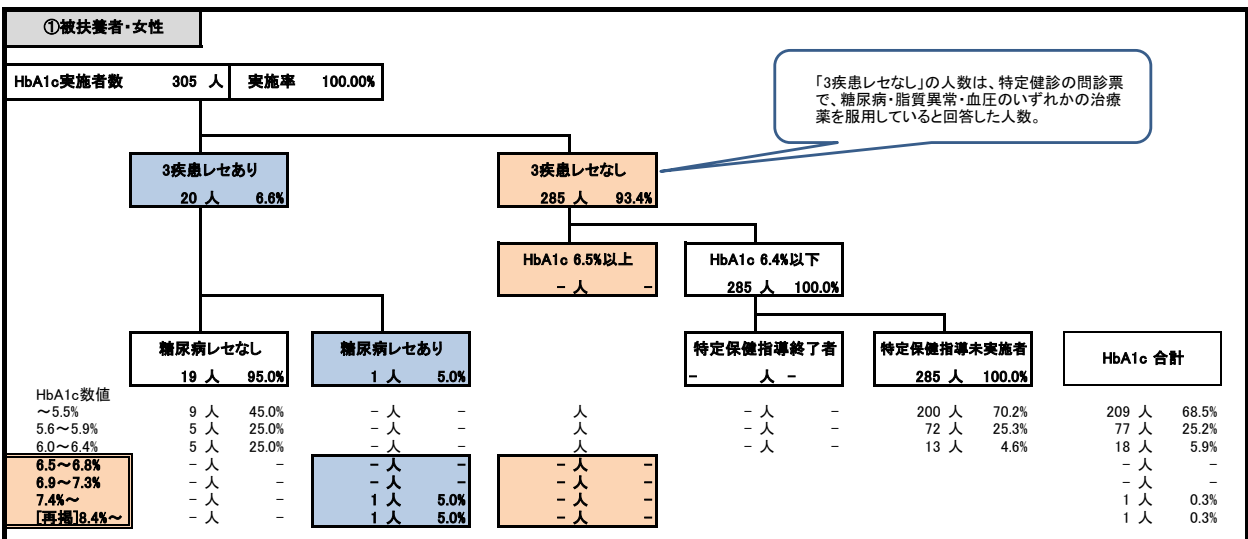 ①被扶養者・女性
HbA1c実施者数 305 人 実施率 100.00%
「3疾患レセなし」の人数は、特定健診の問診票
で、糖尿病・脂質異常・血圧のいずれかの治療
薬を服用していると回答した人数。
3疾患レセあり
20 人 6.6%
3疾患レセなし
285 人 93.4%
HbA1c 6.5%以上
- 人 -
HbA1c 6.4%以下
285 人 100.0%
糖尿病レセなし
19 人 95.0%
糖尿病レセあり
1 人 5.0%
特定保健指導終了者
- 人 -
特定保健指導未実施者
285 人 100.0%
HbA1c 合計
HbA1c数値
～5.5% 9 人 45.0% - 人 - 人 - 人 - 200 人 70.2% 209 人 68.5%
5.6～5.9% 5 人 25.0% - 人 - 人 - 人 - 72 人 25.3% 77 人 25.2%
6.0～6.4% 5 人 25.0% - 人 - 人 - 人 - 13 人 4.6% 18 人 5.9%
6.5～6.8% - 人 - - 人 - - 人 - - 人 -
6.9～7.3% - 人 - - 人 - - 人 - - 人 -
7.4%～ - 人 - 1 人 5.0% - 人 - 1 人 0.3%
[再掲]8.4%～ - 人 - 1 人 5.0% - 人 - 1 人 0.3%